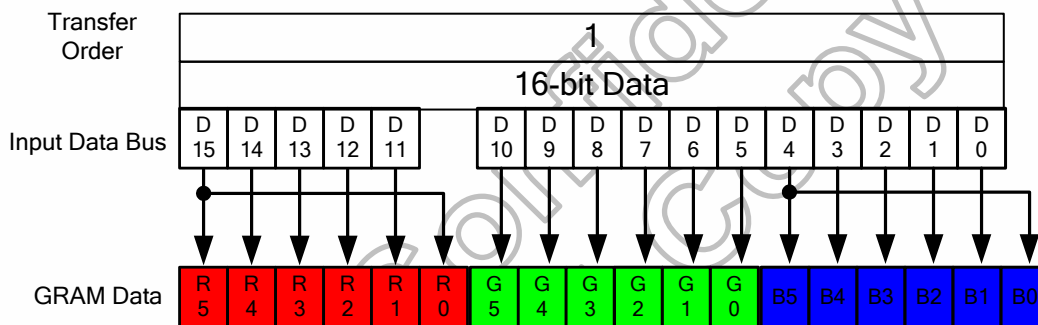 Transfer
Order
1
16-bit Data
Input Data Bus
D D D D D D D D D D D D D D D D
15 14 13 12 11 10 9 8 7 6 5 4 3 2 1 0
GRAM Data
R R R R R R G G G G G G B5 B4 B3 B2 B1 B0
5 4 3 2 1 0 5 4 3 2 1 0
Copy